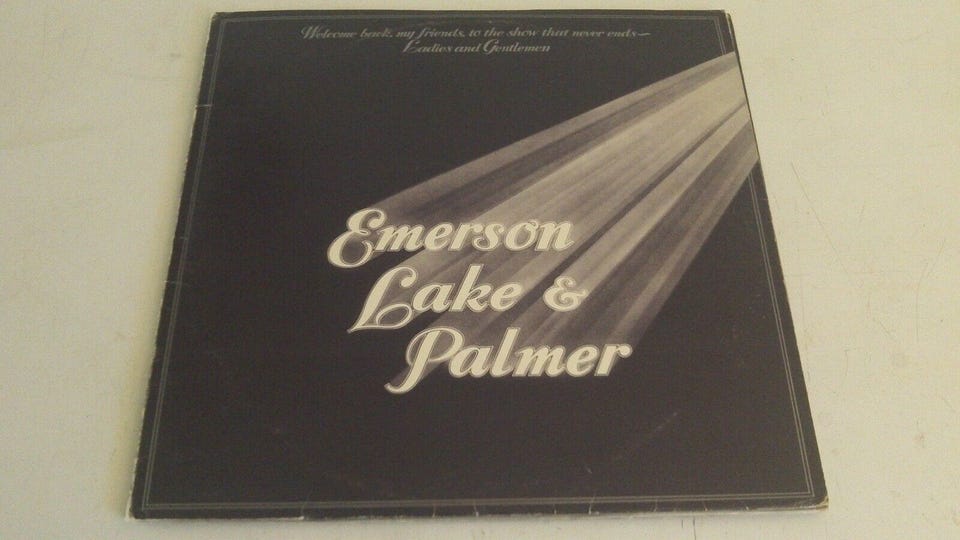 Welcome back, my friends, to the show that never ends—
Ladies and Gentlemen
Emerson
Lake &
Palmer